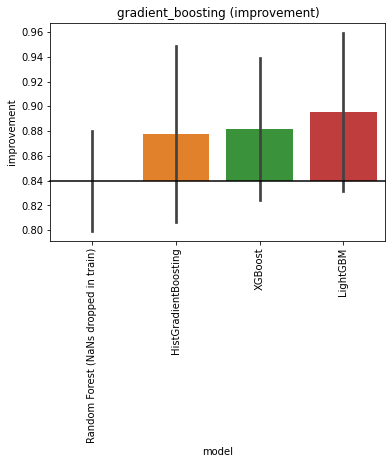 gradient_boosting (improvement)
improvement
0.96
0.94
0.92
0.90
0.88
0.86
0.84
0.82
0.80
Random Forest (NaNs dropped in train)
HistGradientBoosting
XGBoost
LightGBM
model